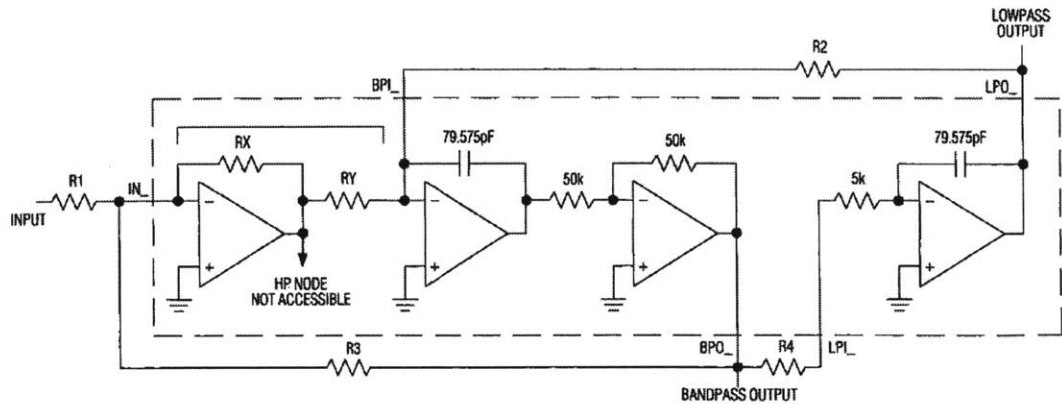 LOWPASS
OUTPUT
R2
BPI_
LPO_
RX
79.575pF
50k
79.575pF
R1
IN_
RY
50k
5k
INPUT
HP NODE
NOT ACCESSIBLE
R3
BPO_
R4
LPI_
BANDPASS OUTPUT